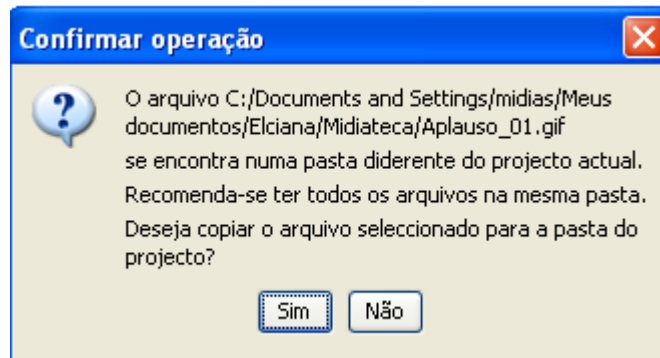 Confirmar operação
O arquivo C:/Documents and Settings/midias/Meus
documentos/Elciana/Midiateca/Aplauso_01.gif
se encontra numa pasta diderente do projecto actual.
Recomenda-se ter todos os arquivos na mesma pasta.
Deseja copiar o arquivo seleccionado para a pasta do
projecto?
Sim Não